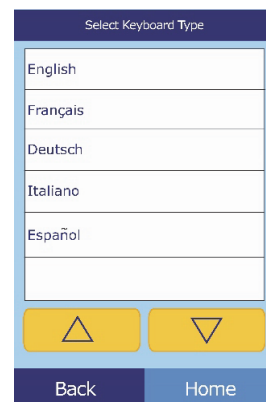 Select Keyboard Type
English
Français
Deutsch
Italiano
Español
Back Home